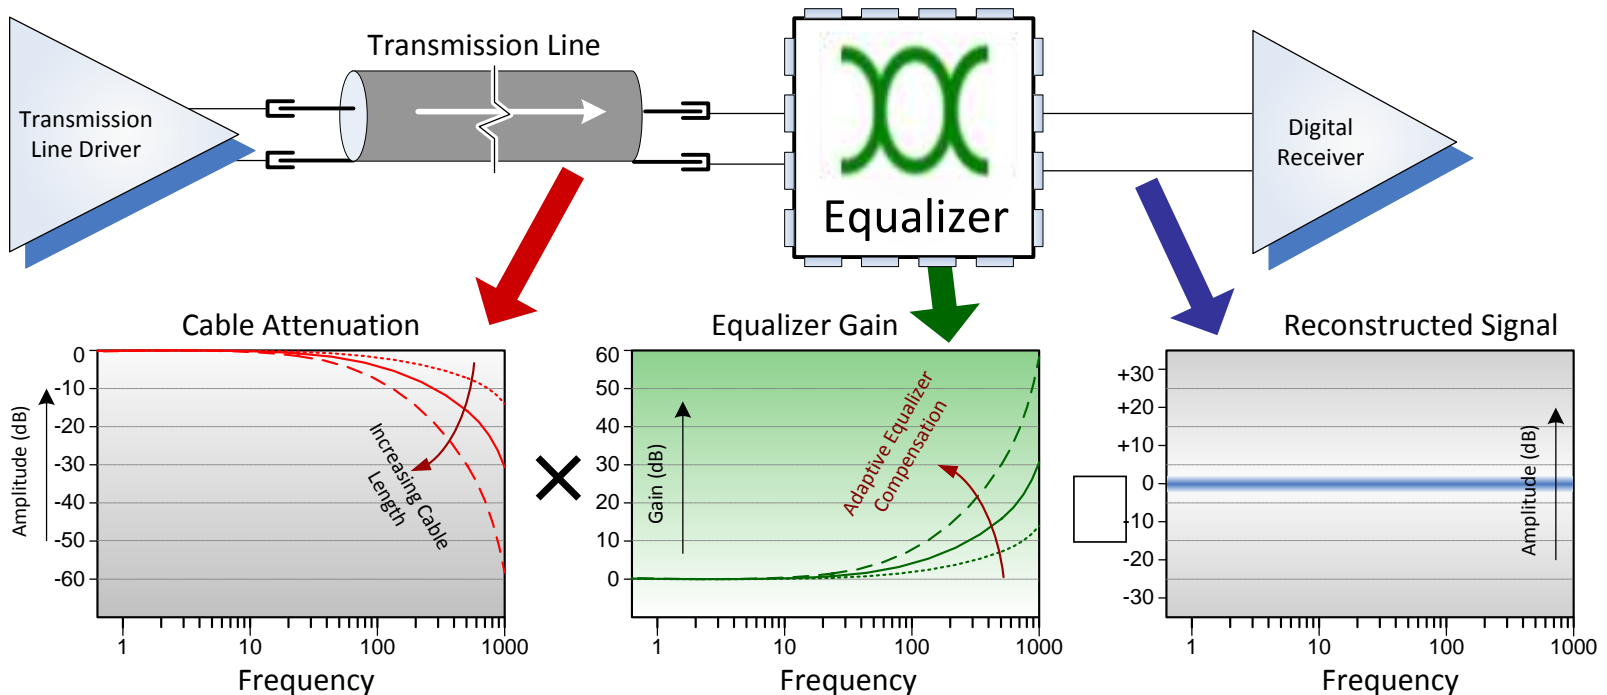 Transmission Line
Transmission
Line Driver
Equalizer
Digital
Receiver
Cable Attenuation
Amplitude (dB)
0
-10
-20
-30
-40
-50
-60
Increasing Cable
Length
1
10
100
1000
Frequency
Equalizer Gain
Gain (dB)
60
50
40
30
20
10
0
Adaptive Equalizer
Compensation
1
10
100
1000
Frequency
Reconstructed Signal
+30
+20
+10
0
-10
-20
-30
Amplitude (dB)
1
10
100
1000
Frequency